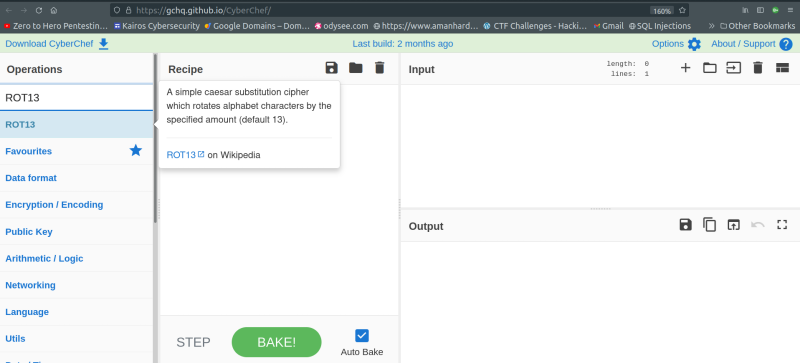 https://gchq.github.io/CyberChef/
160%
Zero to Hero Pentestin…
Kairos Cybersecurity
Google Domains – Dom…
odysee.com
https://www.amanhard…
CTF Challenges - Hacki…
Gmail
SQL Injections
»
Other Bookmarks
Download CyberChef
Last build: 2 months ago
Options
About / Support
Operations
Recipe
Input
length: 0
lines: 1
ROT13
ROT13
A simple caesar substitution cipher
which rotates alphabet characters by the
specified amount (default 13).
ROT13 on Wikipedia
Favourites
Data format
Encryption / Encoding
Public Key
Arithmetic / Logic
Networking
Language
Utils
Output
STEP
BAKE!
Auto Bake